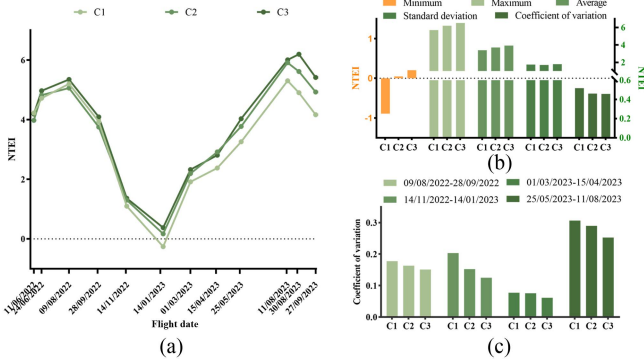 C1 C2 C3
NTEI
6
4
2
0
11/06/2022
24/06/2022
09/08/2022
28/09/2022
14/11/2022
14/01/2023
01/03/2023
15/04/2023
25/05/2023
11/08/2023
30/08/2023
27/09/2023
Flight date
(a)
Minimum Maximum Average
Standard deviation Coefficient of variation
NTEI
1
0
-1
6
4
2
0.6
0.4
0.2
0.0
NTEI
C1 C2 C3 C1 C2 C3 C1 C2 C3 C1 C2 C3 C1 C2 C3
(b)
09/08/2022-28/09/2022 01/03/2023-15/04/2023
14/11/2022-14/01/2023 25/05/2023-11/08/2023
Coefficient of variation
0.3
0.2
0.1
0.0
C1 C2 C3 C1 C2 C3 C1 C2 C3 C1 C2 C3
(c)